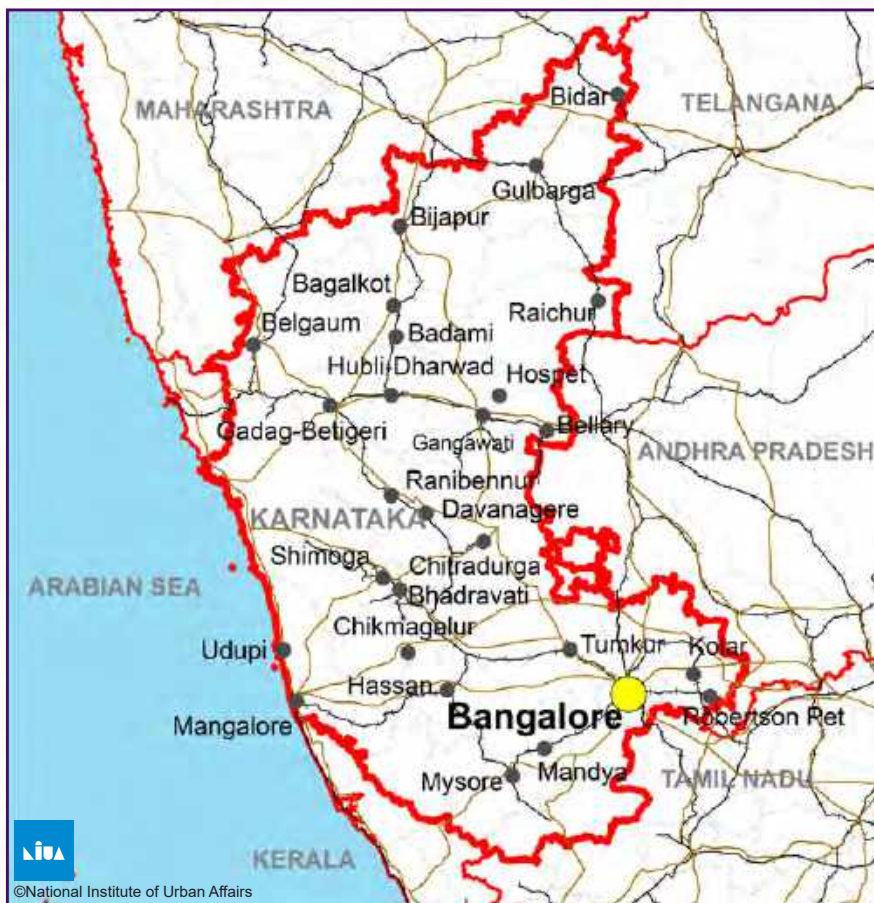 Bidar
MAHARASHTRA
TELANGANA
Gulbarga
Bijapur
Bagalkot
Raichur
Belgaum
Badami
Hubli-Dharwad
Hospet
Gadag-Betigeri
Gangawati
Bellary
ANDHRA PRADESH
Ranibennur
Davanagere
KARNATAKA
Shimoga
Chitradurga
ARABIAN SEA
Bhadravati
Chikmagalur
Udupi
Tumkur
Kolar
Hassan
Mangalore
Bangalore
Robertson Pet
Mysore
Mandya
TAMIL NADU
KERALA
NIUA
©National Institute of Urban Affairs